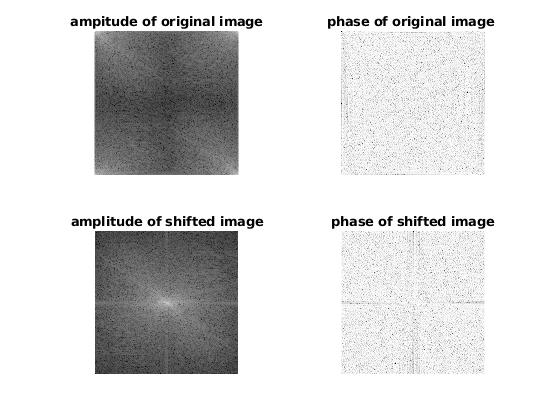 ampitude of original image
phase of original image
amplitude of shifted image
phase of shifted image